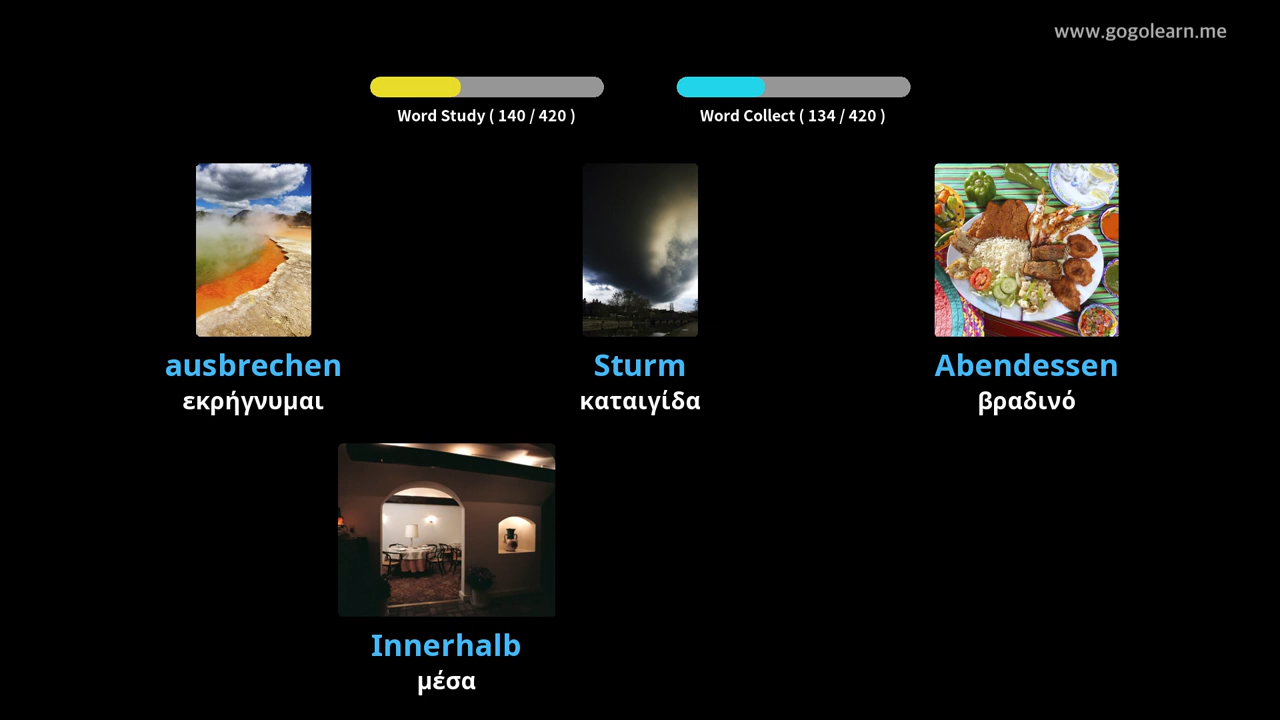 www.gogolearn.me
Word Study ( 140 / 420 )
Word Collect ( 134 / 420 )
ausbrechen
εκρήγνυμαι
Sturm
καταιγίδα
Abendessen
βραδινό
Innerhalb
μέσα